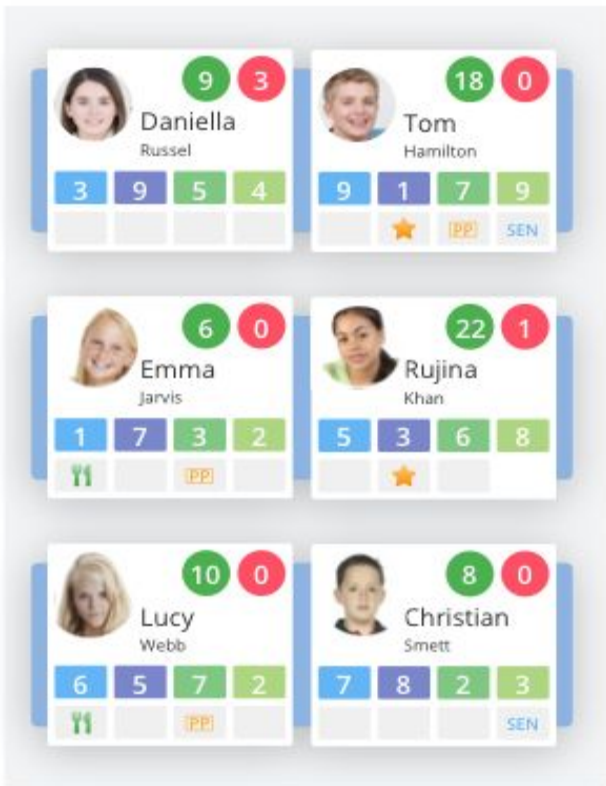 9 3
Daniella
Russel
3 9 5 4
18 0
Tom
Hamilton
9 1 7 9
PP SEN
6 0
Emma
Jarvis
1 7 3 2
PP
22 1
Rujina
Khan
5 3 6 8
10 0
Lucy
Webb
6 5 7 2
PP
8 0
Christian
Smett
7 8 2 3
SEN